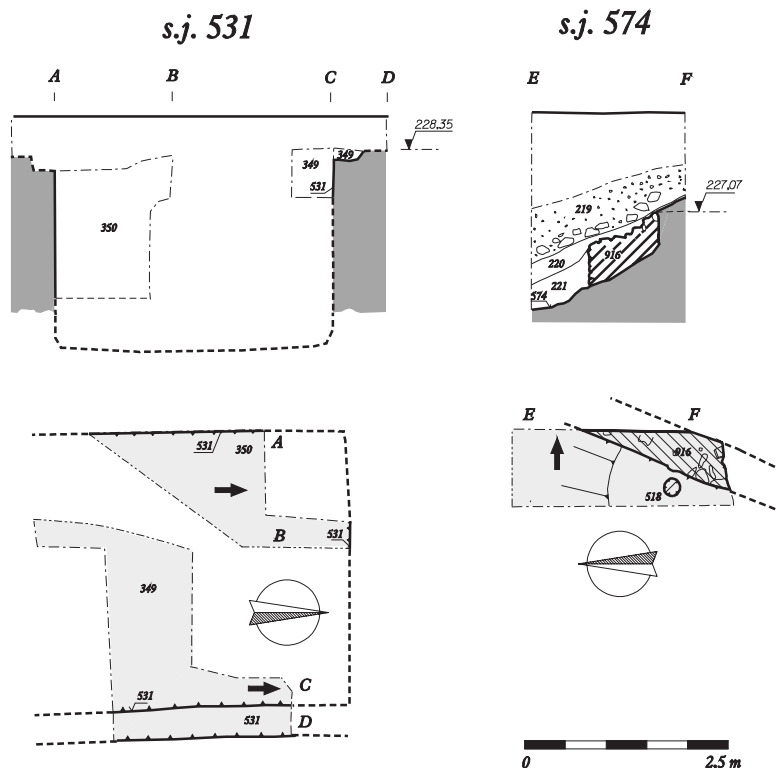 s.j. 531
s.j. 574
A B C D
E F
228,35
349 349
531
350
227,07
219
916
220
221
574
531 350 A
B 531
349
531 C
531 D
E F
916
518
0 2,5 m